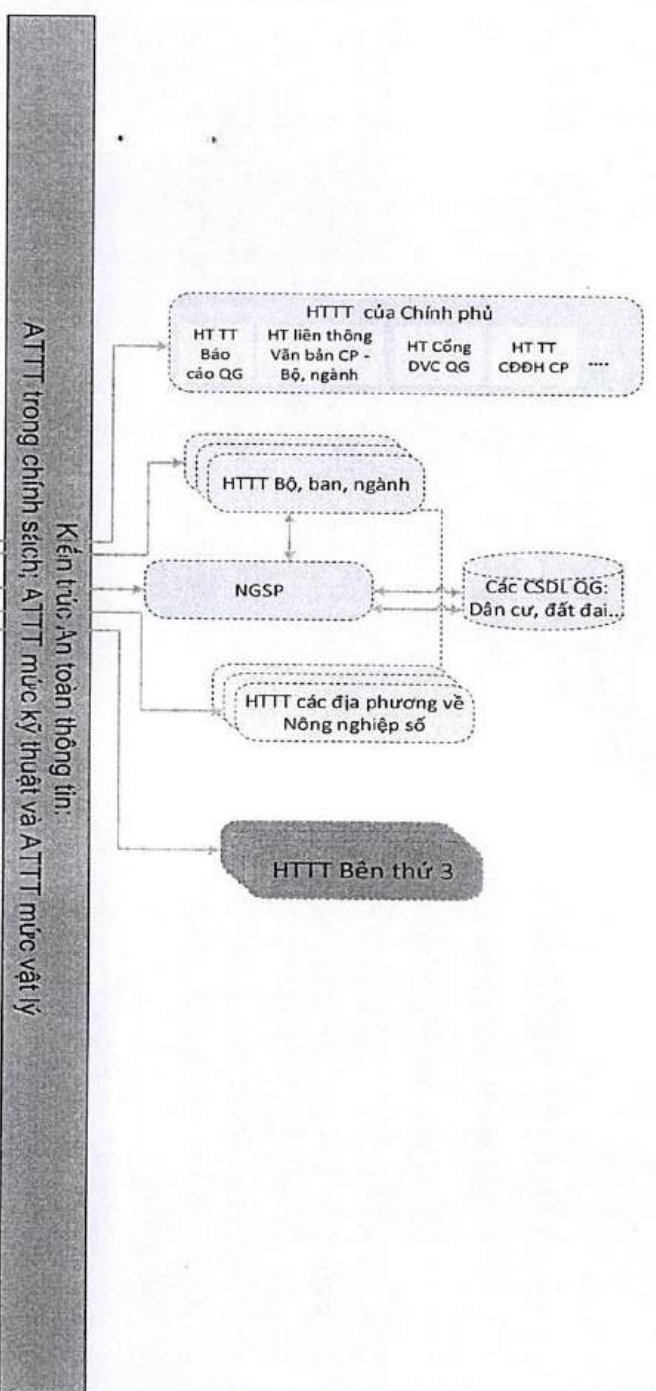 HTTT của Chính phủ
HT TT
Báo
cáo QG
HT liên thông
Văn bản CP -
Bộ, ngành
HT Cổng
DVC QG
HT TT
CĐĐH CP
....
HTTT Bộ, ban, ngành
NGSP
Các CSDL QG:
Dân cư, đất đai...
HTTT các địa phương về
Nông nghiệp số
HTTT Bên thứ 3
Kiến trúc An toàn thông tin:
ATTT trong chính sách; ATTT mức kỹ thuật và ATTT mức vật lý